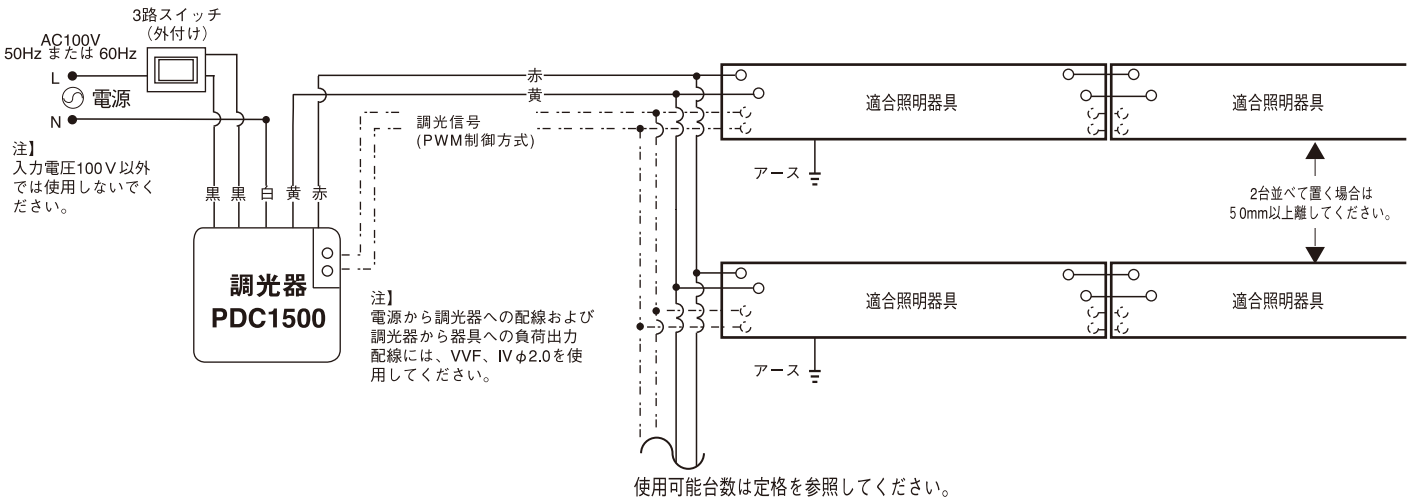 3路スイッチ
(外付け)
AC100V
50Hz または 60Hz
L
電源
N
注】
入力電圧100V以外
では使用しないでく
ださい。
黒
黒
白
黄
赤
調光器
PDC1500
赤
黄
調光信号
(PWM制御方式)
注】
電源から調光器への配線および
調光器から器具への負荷出力
配線には、VVF、IVφ2.0を使
用してください。
適合照明器具
適合照明器具
アース
2台並べて置く場合は
50mm以上離してください。
適合照明器具
適合照明器具
アース
使用可能台数は定格を参照してください。